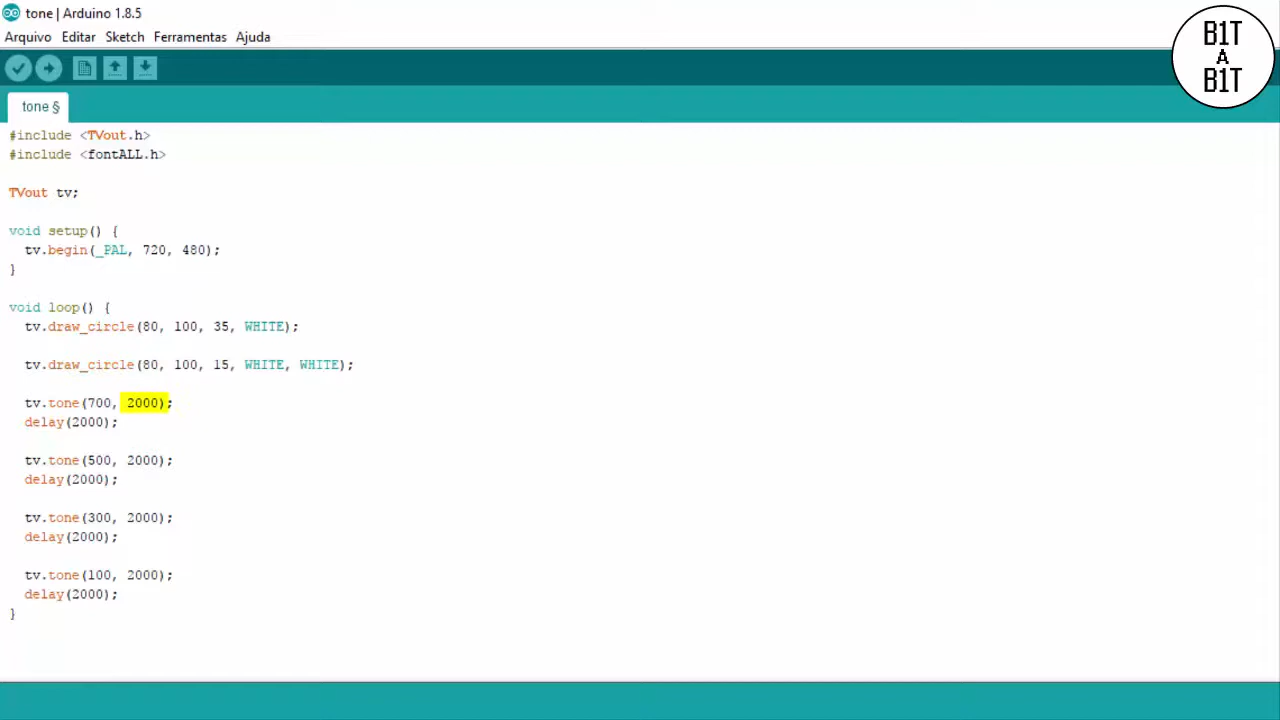 tone | Arduino 1.8.5
Arquivo Editar Sketch Ferramentas Ajuda
B1T
A
B1T
tone §
#include <TVout.h>
#include <fontALL.h>
TVout tv;
void setup() {
  tv.begin(_PAL, 720, 480);
}
void loop() {
  tv.draw_circle(80, 100, 35, WHITE);
  tv.draw_circle(80, 100, 15, WHITE, WHITE);
  tv.tone(700, 2000);
  delay(2000);
  tv.tone(500, 2000);
  delay(2000);
  tv.tone(300, 2000);
  delay(2000);
  tv.tone(100, 2000);
  delay(2000);
}